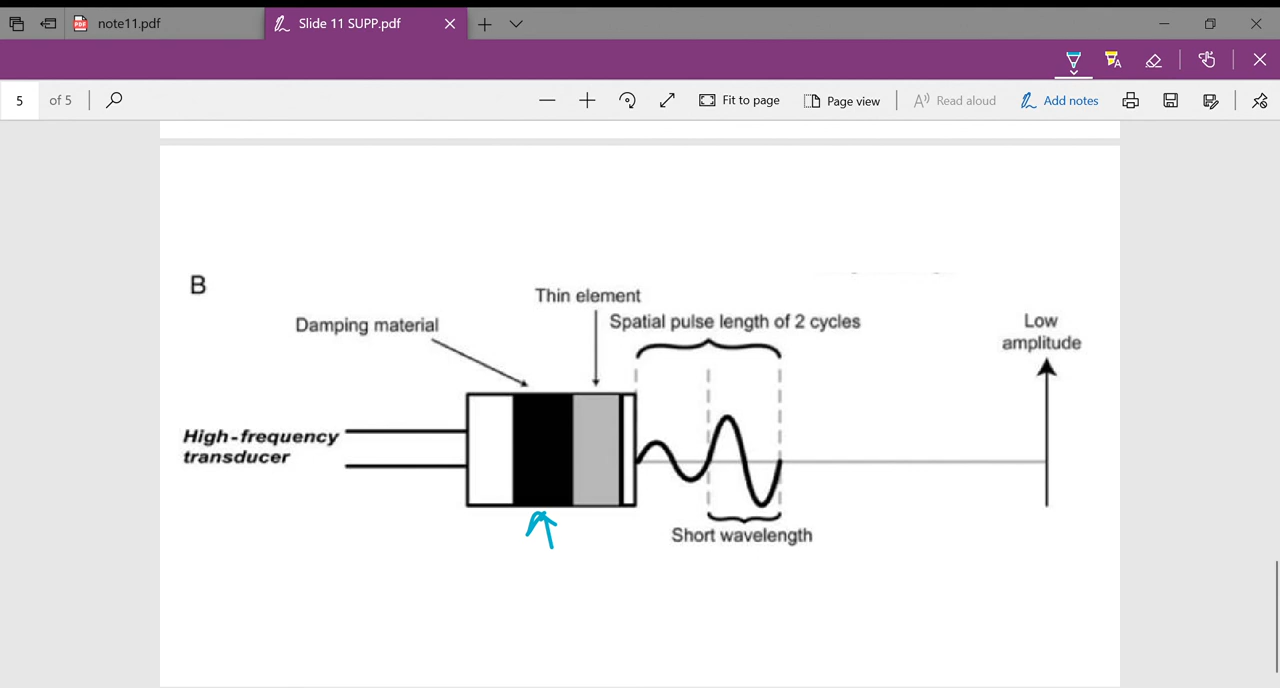 note11.pdf
Slide 11 SUPP.pdf
5 of 5
Fit to page
Page view
Read aloud
Add notes
B
Thin element
Damping material
Spatial pulse length of 2 cycles
Low
amplitude
High-frequency
transducer
Short wavelength